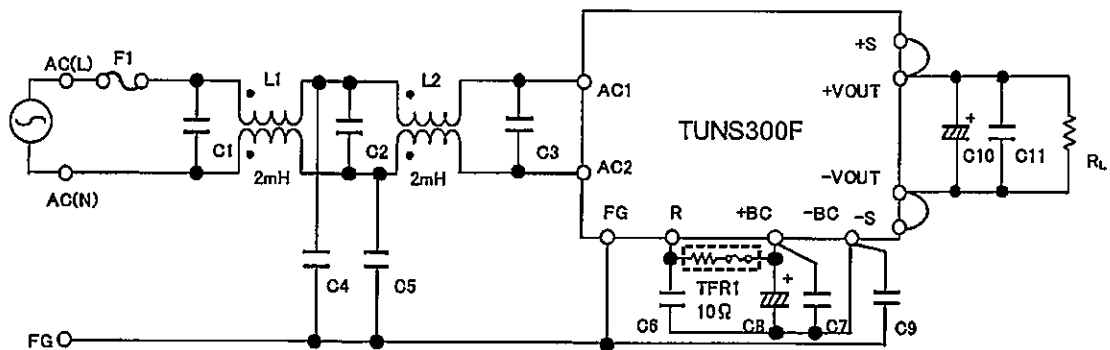 AC(L)
F1
L1
L2
C1
C2
C3
2mH
2mH
AC(N)
C4
C5
FG
AC1
AC2
TUNS300F
+S
+VOUT
-VOUT
-S
FG
R
+BC
-BC
TFR1
10Ω
C6
+
C8
C7
C9
+
C10
C11
RL